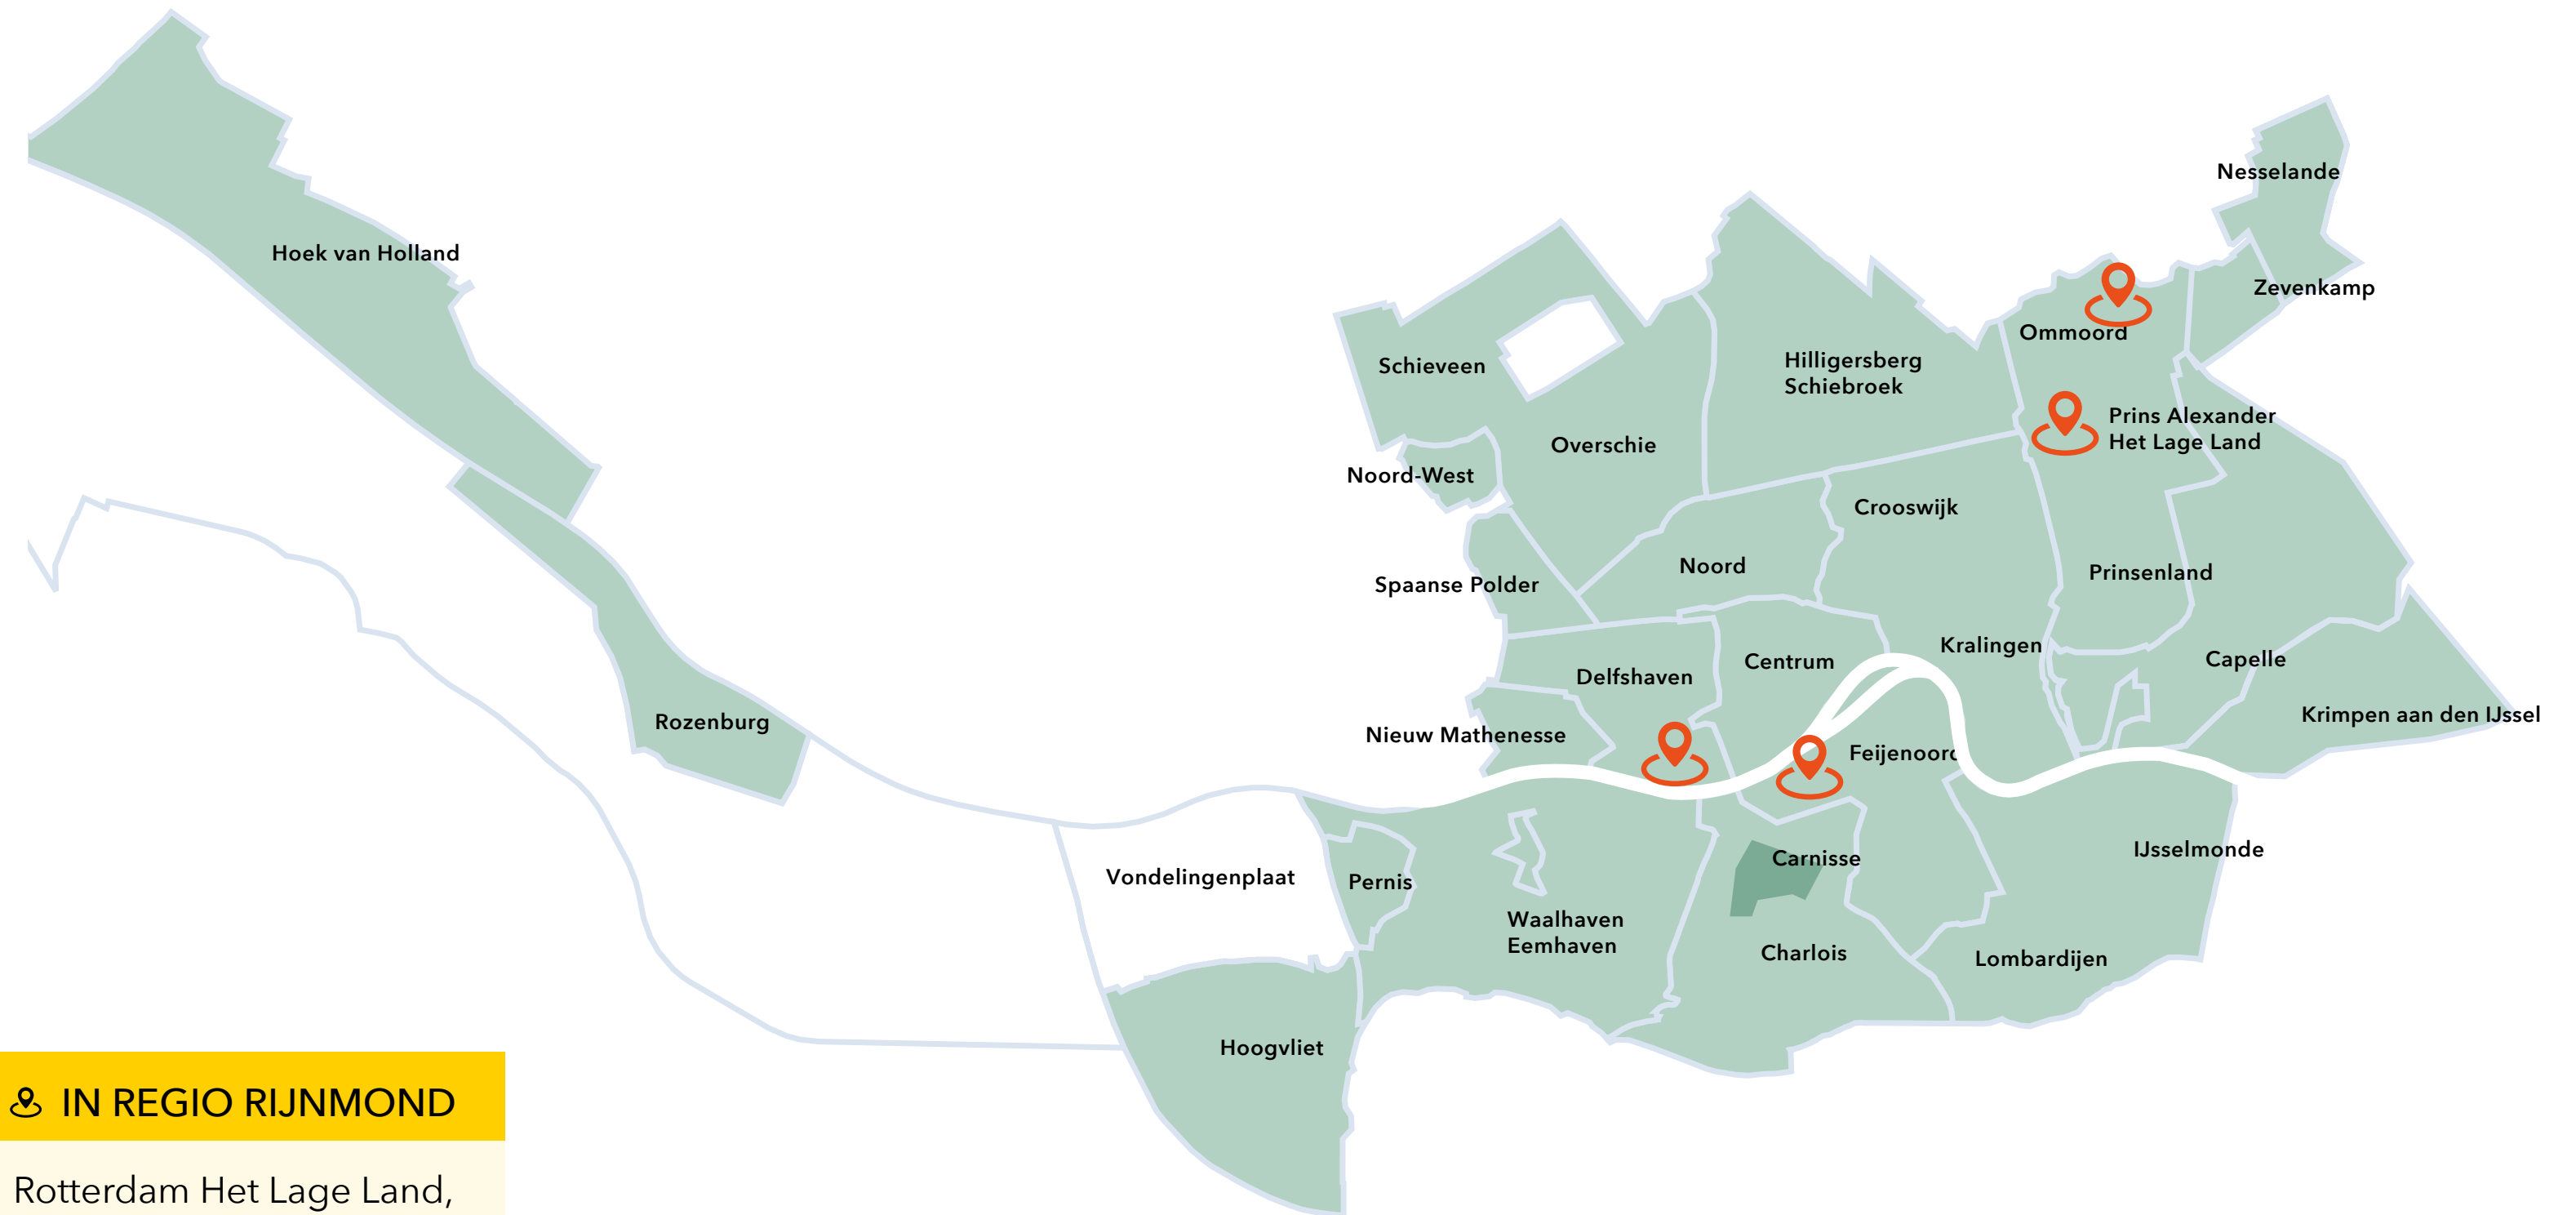 Nesselande
Hoek van Holland
Zevenkamp
Ommoord
Schieveen
Hilligersberg
Schiebroek
Prins Alexander
Het Lage Land
Overschie
Noord-West
Crooswijk
Noord
Prinsenland
Spaanse Polder
Kralingen
Centrum
Capelle
Delfshaven
Krimpen aan den IJssel
Rozenburg
Nieuw Mathenesse
Feijenoord
IJsselmonde
Carnisse
Vondelingenplaat
Pernis
Waalhaven
Eemhaven
Charlois
Lombardijen
Hoogvliet
IN REGIO RIJNMOND
Rotterdam Het Lage Land,